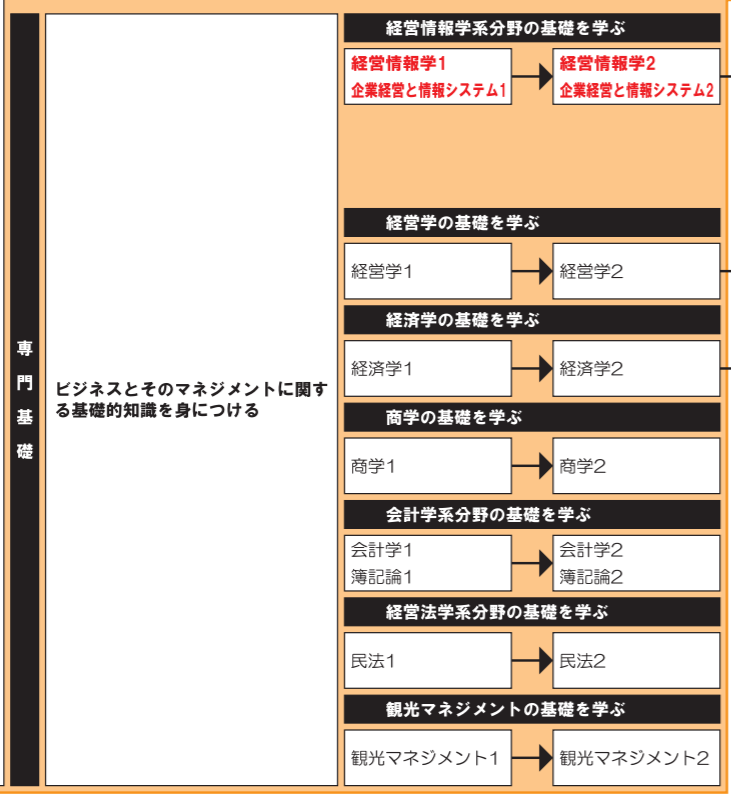 専門基礎
ビジネスとそのマネジメントに関す
る基礎的知識を身につける
経営情報学系分野の基礎を学ぶ
経営情報学1
企業経営と情報システム1
経営情報学2
企業経営と情報システム2
経営学の基礎を学ぶ
経営学1
経営学2
経済学の基礎を学ぶ
経済学1
経済学2
商学の基礎を学ぶ
商学1
商学2
会計学系分野の基礎を学ぶ
会計学1
簿記論1
会計学2
簿記論2
経営法学系分野の基礎を学ぶ
民法1
民法2
観光マネジメントの基礎を学ぶ
観光マネジメント1
観光マネジメント2